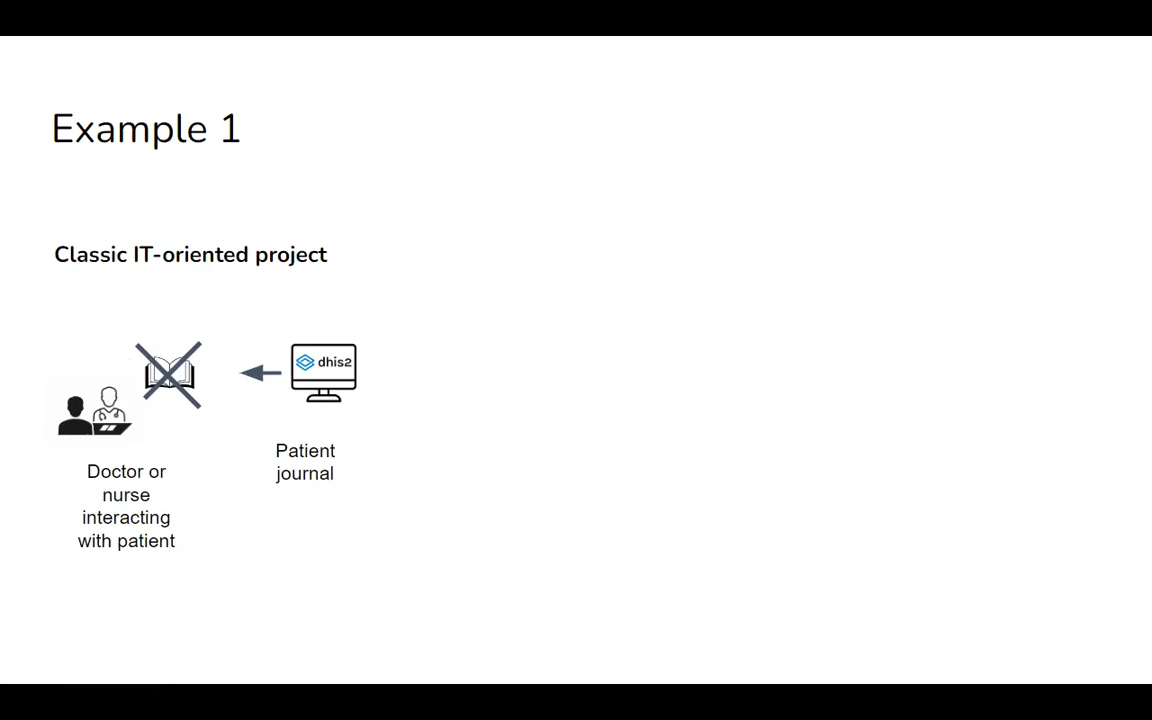 Example 1
Classic IT-oriented project
dhis2
Patient
journal
Doctor or
nurse
interacting
with patient